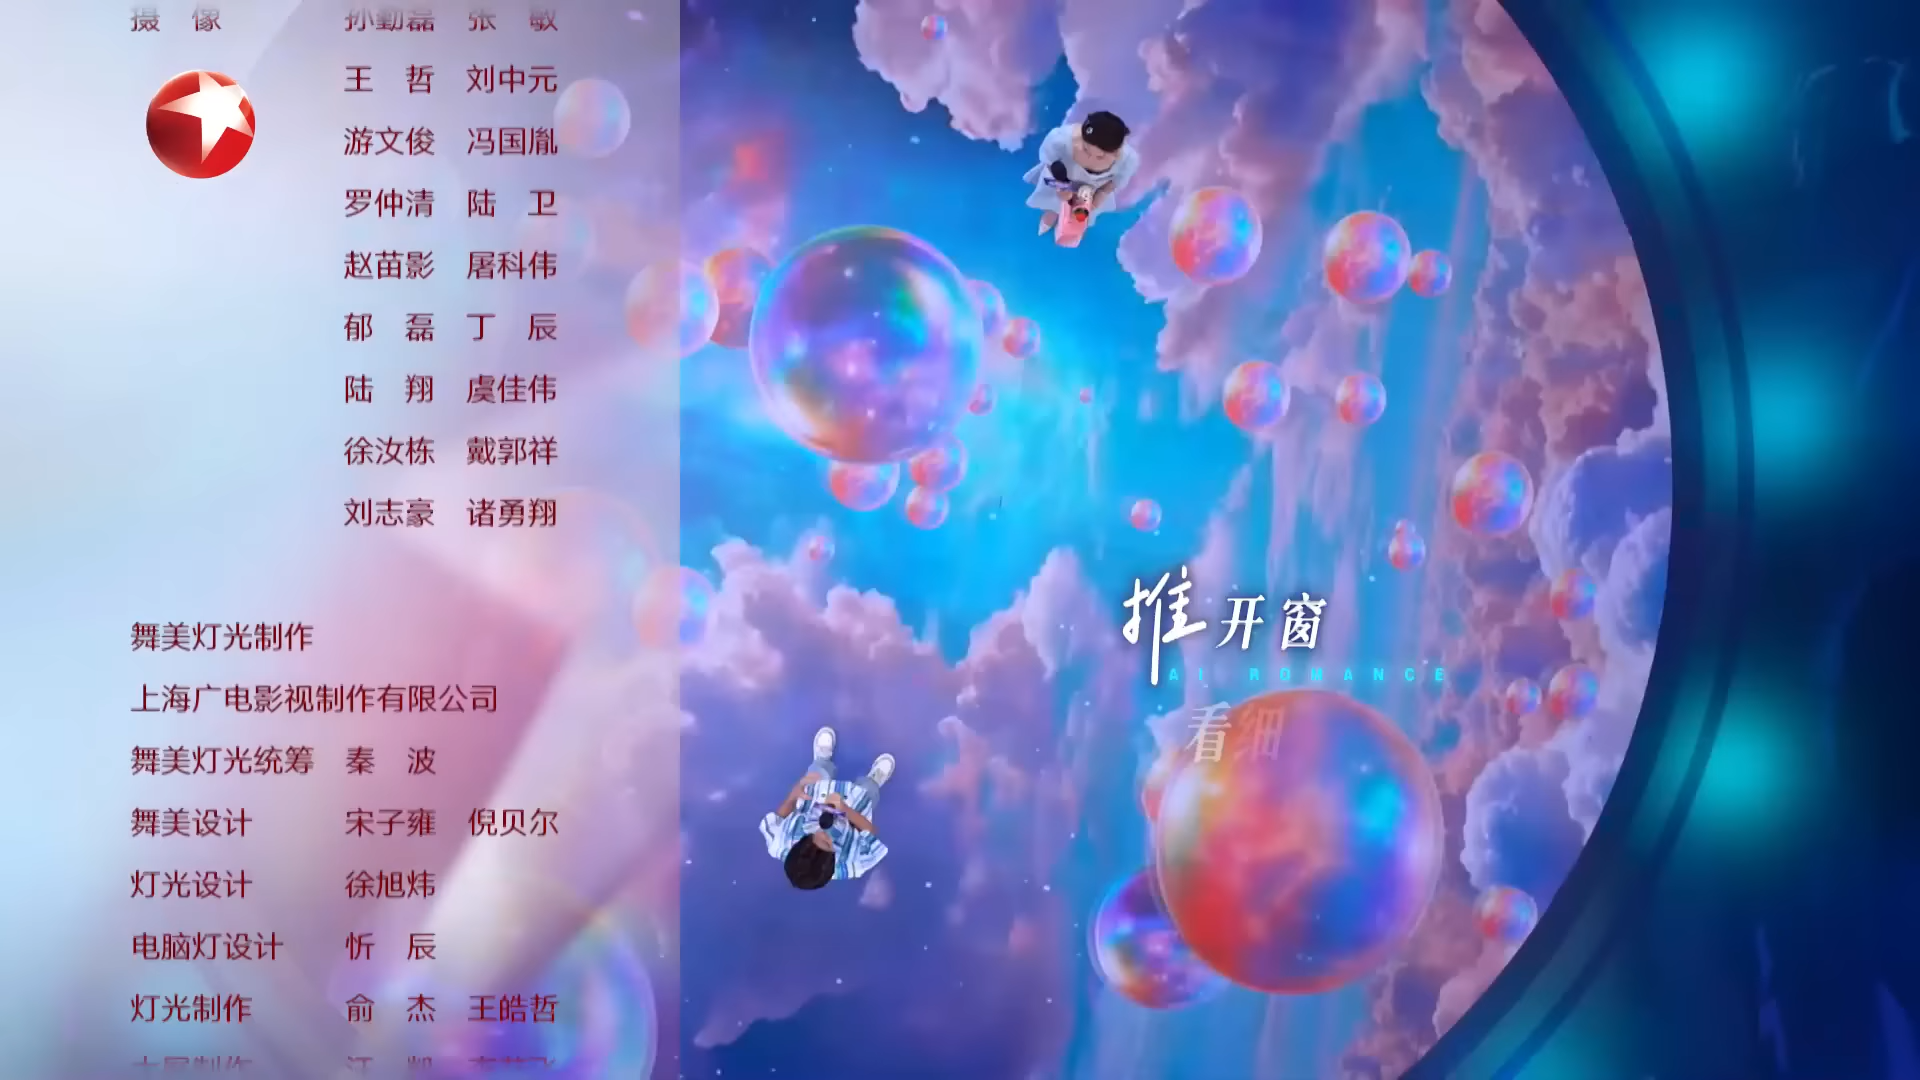 摄 像 孙勤磊 张 敏
王 哲 刘中元
游文俊 冯国胤
罗仲清 陆 卫
赵苗影 屠科伟
郁 磊 丁 辰
陆 翔 虞佳伟
徐汝栋 戴郭祥
刘志豪 诸勇翔
舞美灯光制作
上海广电影视制作有限公司
舞美灯光统筹 秦 波
舞美设计 宋子雍 倪贝尔
灯光设计 徐旭炜
电脑灯设计 忻 辰
灯光制作 俞 杰 王皓哲
推开窗
AI ROMANCE
看细